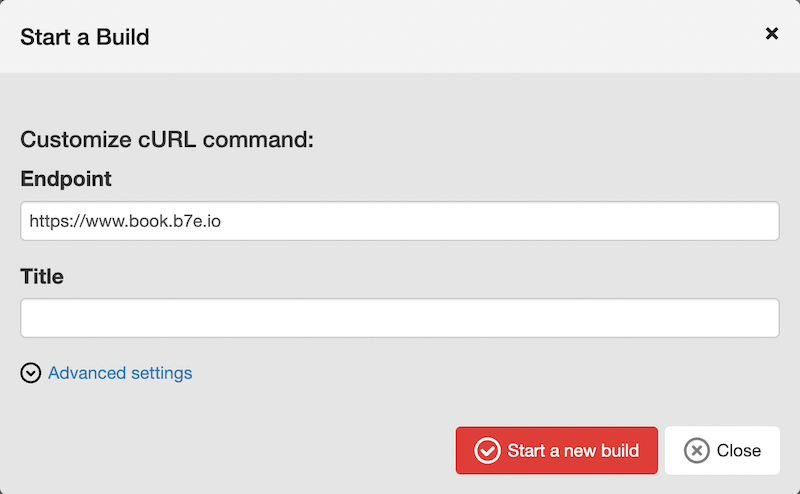 Start a Build
Customize cURL command:
Endpoint
https://www.book.b7e.io
Title
Advanced settings
Start a new build
Close